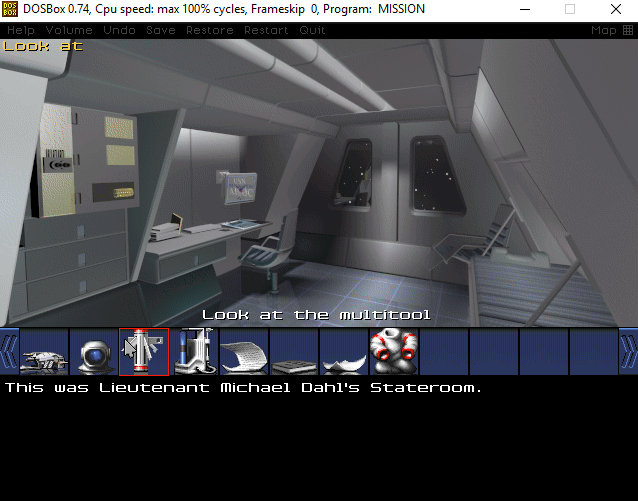 DOSBox 0.74, Cpu speed: max 100% cycles, Frameskip 0, Program: MISSION
Help Volume Undo Save Restore Restart Quit Map
Look at
Look at the multitool
This was Lieutenant Michael Dahl's Stateroom.